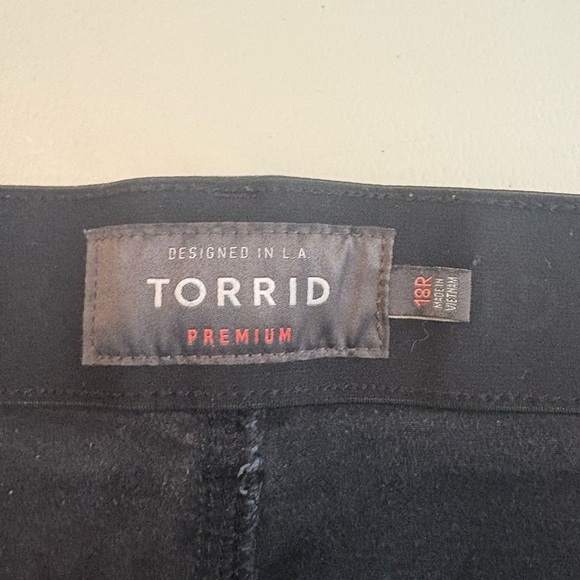 DESIGNED IN L.A.
TORRID
PREMIUM
18R
MADE IN
VIETNAM